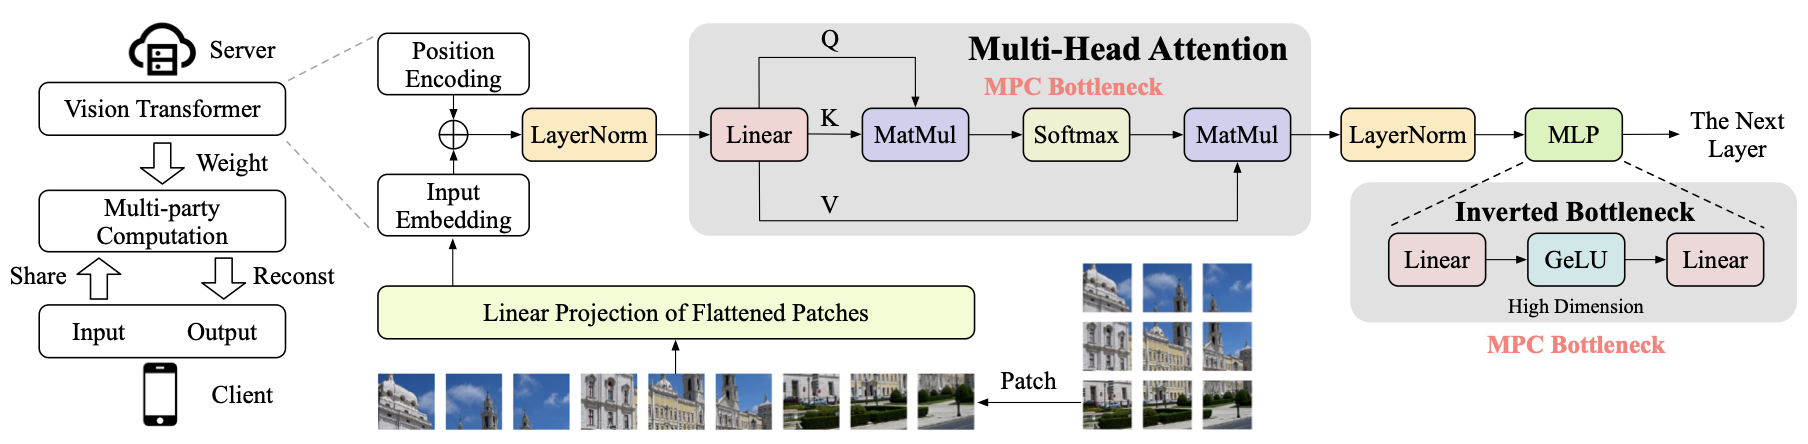 Server
Vision Transformer
Weight
Multi-party
Computation
Share
Reconst
Input
Output
Client
Position
Encoding
Input
Embedding
Linear Projection of Flattened Patches
Patch
LayerNorm
Multi-Head Attention
MPC Bottleneck
Q
K
V
Linear
MatMul
Softmax
MatMul
LayerNorm
MLP
The Next
Layer
Inverted Bottleneck
Linear
GeLU
Linear
High Dimension
MPC Bottleneck